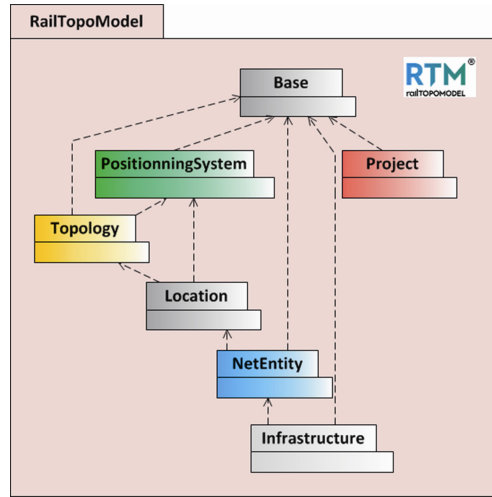 RailTopoModel
RTM®
railTOPOMODEL
Base
PositionningSystem
Project
Topology
Location
NetEntity
Infrastructure